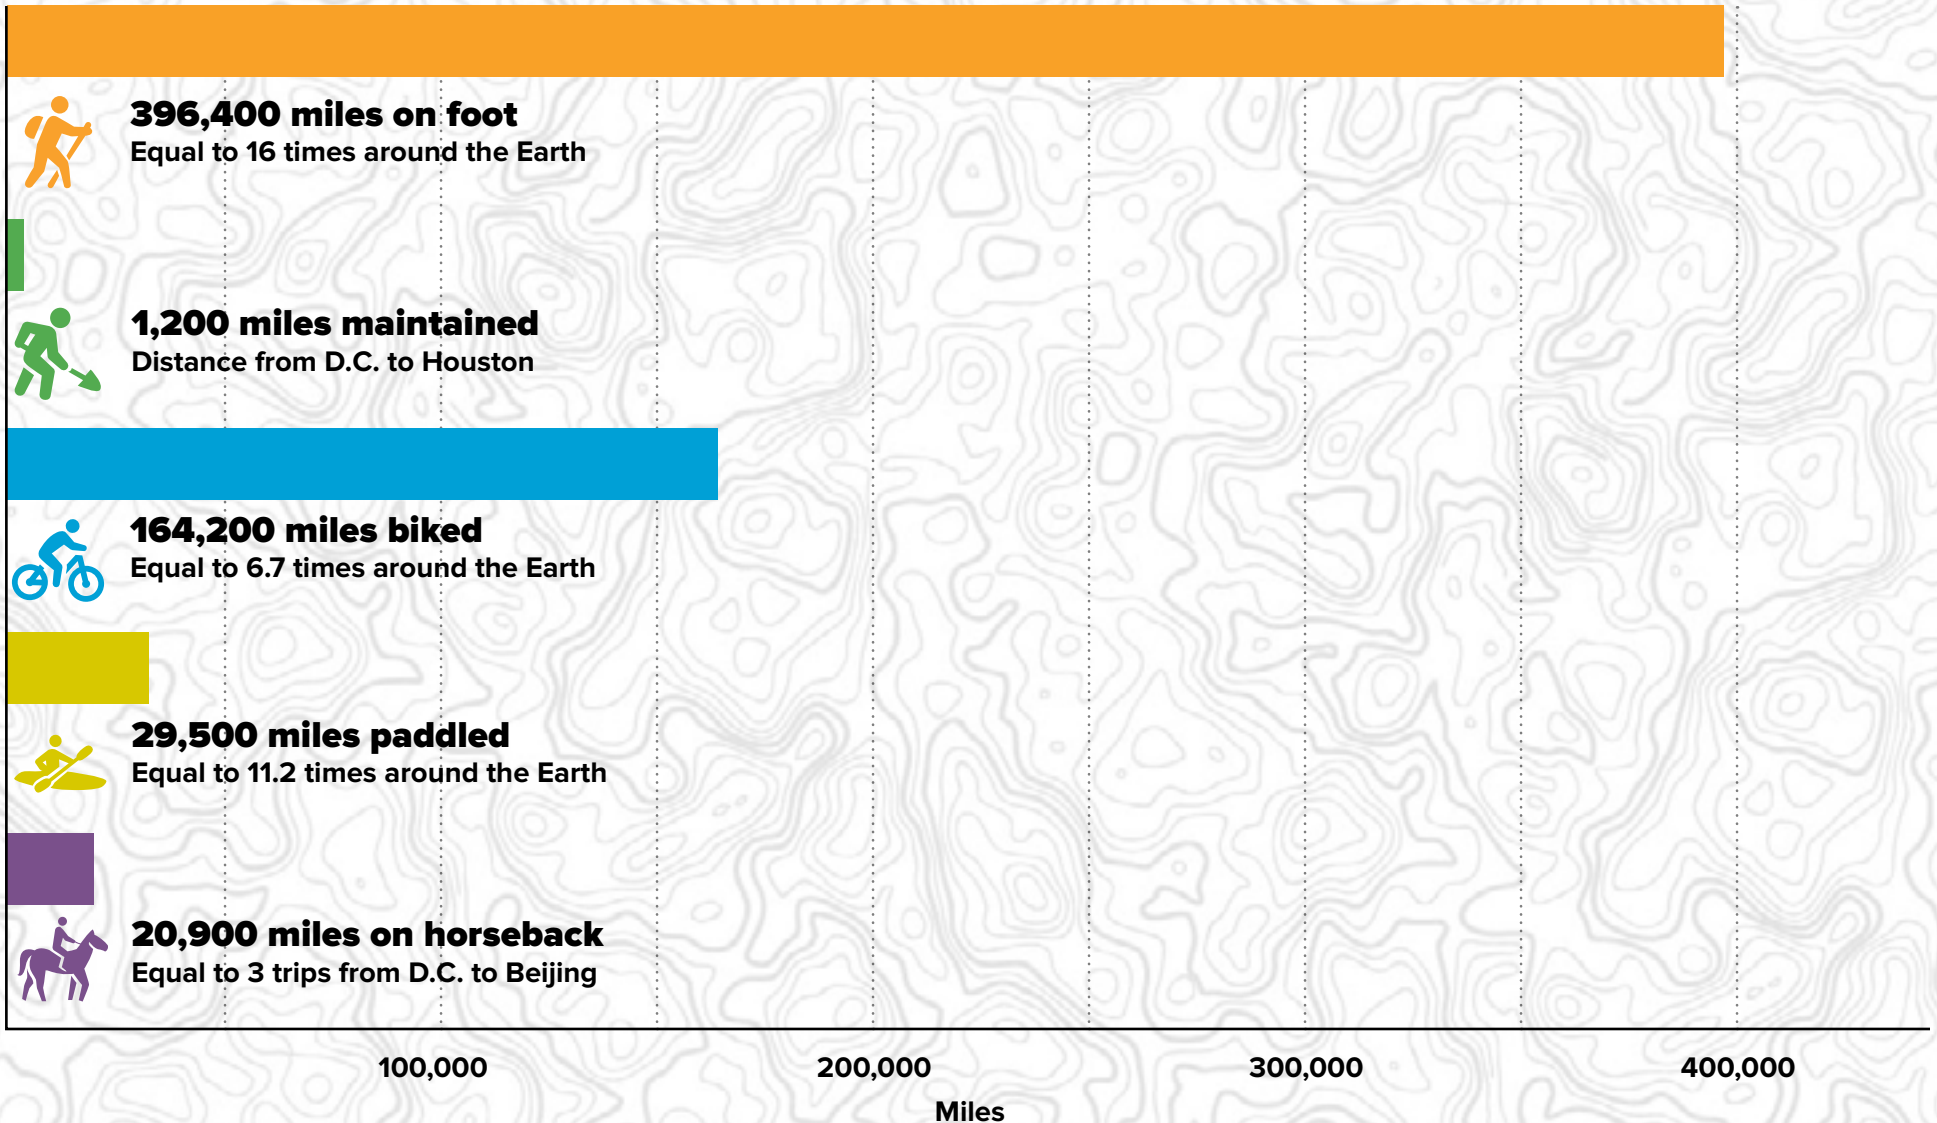 396,400 miles on foot
Equal to 16 times around the Earth
1,200 miles maintained
Distance from D.C. to Houston
164,200 miles biked
Equal to 6.7 times around the Earth
29,500 miles paddled
Equal to 11.2 times around the Earth
20,900 miles on horseback
Equal to 3 trips from D.C. to Beijing
100,000 200,000 300,000 400,000
Miles